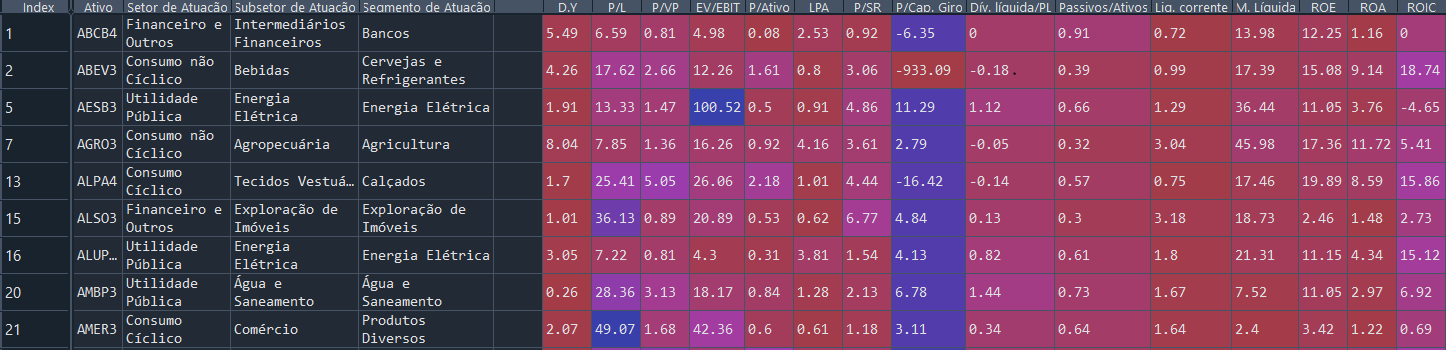 Index Ativo Setor de Atuação Subsetor de Atuação Segmento de Atuação D.Y P/L P/VP EV/EBIT P/Ativo LPA P/SR P/Cap. Giro Dív. líquida/PL Passivos/Ativos Liq. corrente M. Líquida ROE ROA ROIC
1 ABCB4 Financeiro e Outros Intermediários Financeiros Bancos 5.49 6.59 0.81 4.98 0.08 2.53 0.92 -6.35 0 0.91 0.72 13.98 12.25 1.16 0
2 ABEV3 Consumo não Cíclico Bebidas Cervejas e Refrigerantes 4.26 17.62 2.66 12.26 1.61 0.8 3.06 -933.09 -0.18 0.39 0.99 17.39 15.08 9.14 18.74
5 AESB3 Utilidade Pública Energia Elétrica Energia Elétrica 1.91 13.33 1.47 100.52 0.5 0.91 4.86 11.29 1.12 0.66 1.29 36.44 11.05 3.76 -4.65
7 AGRO3 Consumo não Cíclico Agropecuária Agricultura 8.04 7.85 1.36 16.26 0.92 4.16 3.61 2.79 -0.05 0.32 3.04 45.98 17.36 11.72 5.41
13 ALPA4 Consumo Cíclico Tecidos Vestuá… Calçados 1.7 25.41 5.05 26.06 2.18 1.01 4.44 -16.42 -0.14 0.57 0.75 17.46 19.89 8.59 15.86
15 ALSO3 Financeiro e Outros Exploração de Imóveis Exploração de Imóveis 1.01 36.13 0.89 20.89 0.53 0.62 6.77 4.84 0.13 0.3 3.18 18.73 2.46 1.48 2.73
16 ALUP… Utilidade Pública Energia Elétrica Energia Elétrica 3.05 7.22 0.81 4.3 0.31 3.81 1.54 4.13 0.82 0.61 1.8 21.31 11.15 4.34 15.12
20 AMBP3 Utilidade Pública Água e Saneamento Água e Saneamento 0.26 28.36 3.13 18.17 0.84 1.28 2.13 6.78 1.44 0.73 1.67 7.52 11.05 2.97 6.92
21 AMER3 Consumo Cíclico Comércio Produtos Diversos 2.07 49.07 1.68 42.36 0.6 0.61 1.18 3.11 0.34 0.64 1.64 2.4 3.42 1.22 0.69